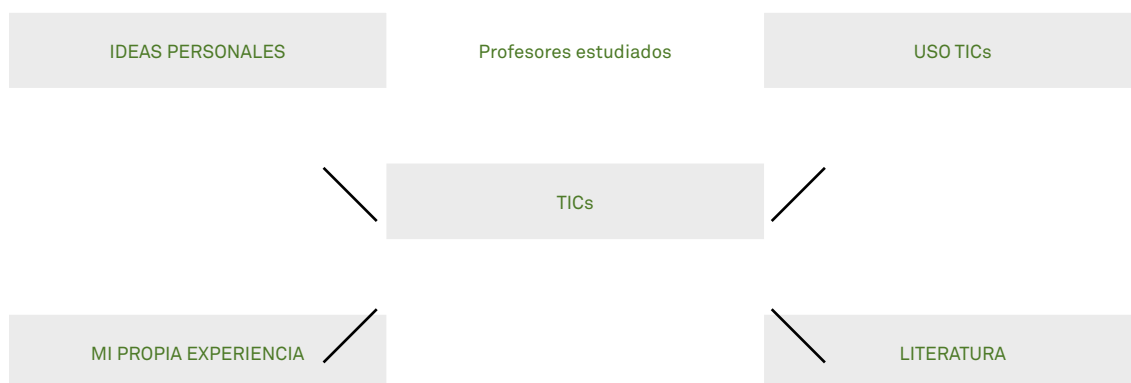 IDEAS PERSONALES
Profesores estudiados
USO TICs
TICs
MI PROPIA EXPERIENCIA
LITERATURA